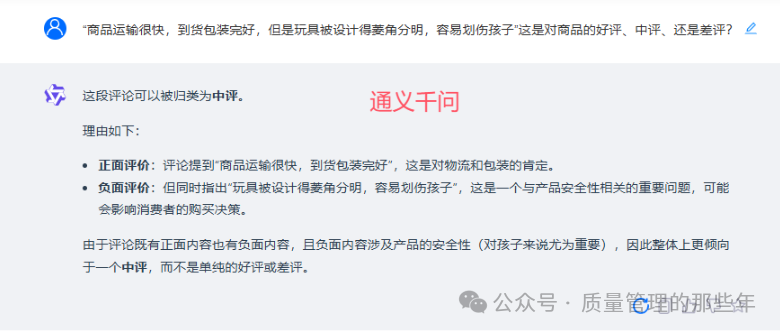 “商品运输很快，到货包装完好，但是玩具被设计得菱角分明，容易划伤孩子”这是对商品的好评、中评、还是差评？
这段评论可以被归类为中评。
通义千问
理由如下：
• 正面评价：评论提到“商品运输很快，到货包装完好”，这是对物流和包装的肯定。
• 负面评价：但同时指出“玩具被设计得菱角分明，容易划伤孩子”，这是一个与产品安全性相关的重要问题，可能
会影响消费者的购买决策。
由于评论既有正面内容也有负面内容，且负面内容涉及产品的安全性（对孩子来说尤为重要），因此整体上更倾向
于一个中评，而不是单纯的好评或差评。
公众号 · 质量管理的那些年